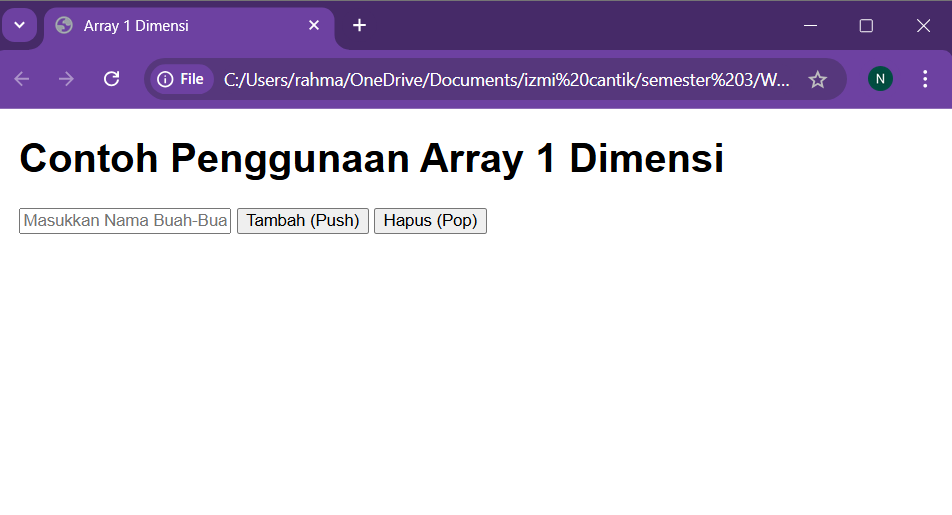 Array 1 Dimensi
File C:/Users/rahma/OneDrive/Documents/izmi%20cantik/semester%203/W... N
Contoh Penggunaan Array 1 Dimensi
Masukkan Nama Buah-Bua Tambah (Push) Hapus (Pop)